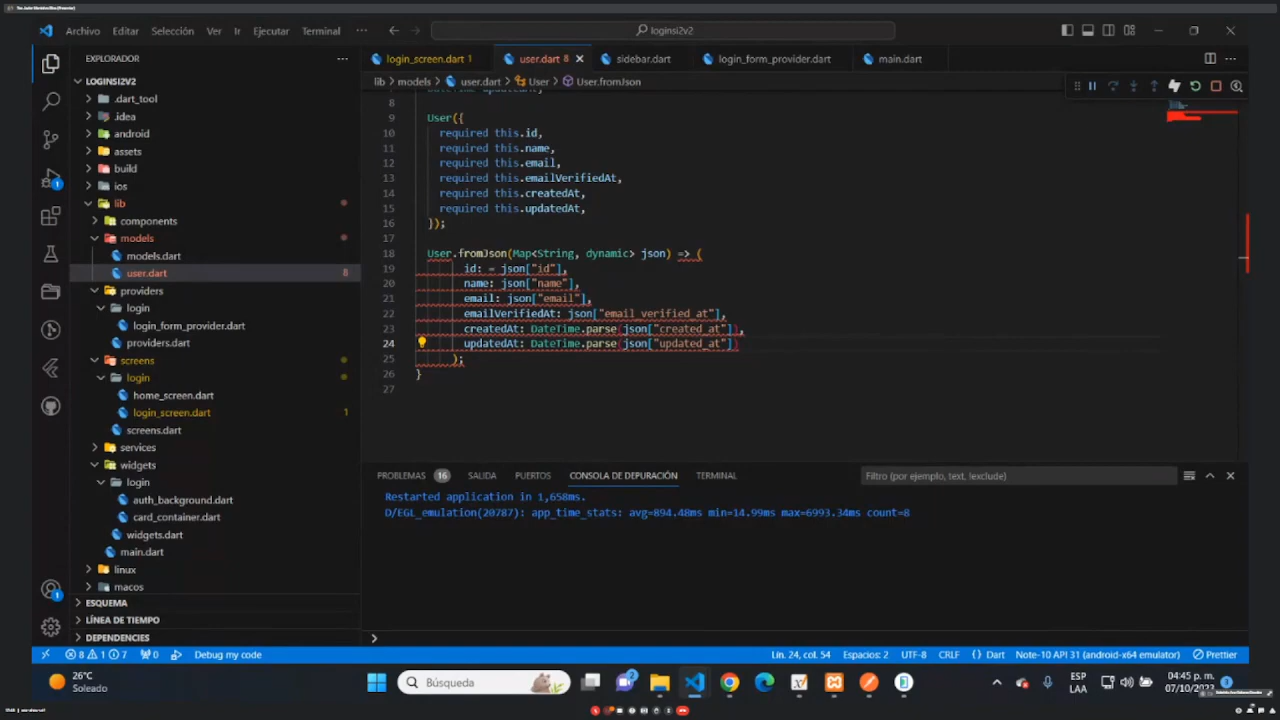 Archivo Editar Selección Ver Ir Ejecutar Terminal ··· loginsi2v2
EXPLORADOR ···
login_screen.dart 1 user.dart 8 sidebar.dart login_form_provider.dart main.dart
lib > models > user.dart > User > User.fromJson
LOGINSI2V2
.dart_tool
.idea
android
assets
build
ios
lib
components
models
models.dart
user.dart 8
providers
login
login_form_provider.dart
providers.dart
screens
login
home_screen.dart
login_screen.dart 1
screens.dart
services
widgets
login
auth_background.dart
card_container.dart
widgets.dart
main.dart
linux
macos
ESQUEMA
LÍNEA DE TIEMPO
DEPENDENCIES
8
9 User({
10 required this.id,
11 required this.name,
12 required this.email,
13 required this.emailVerifiedAt,
14 required this.createdAt,
15 required this.updatedAt,
16 });
17
18 User.fromJson(Map<String, dynamic> json) => (
19 id: = json["id"],
20 name: json["name"],
21 email: json["email"],
22 emailVerifiedAt: json["email_verified_at"],
23 createdAt: DateTime.parse(json["created_at"]),
24 updatedAt: DateTime.parse(json["updated_at"])
25 );
26 }
27
PROBLEMAS 16 SALIDA PUERTOS CONSOLA DE DEPURACIÓN TERMINAL Filtro (por ejemplo, text, !exclude)
Restarted application in 1,658ms.
D/EGL_emulation(20787): app_time_stats: avg=894.48ms min=14.99ms max=6993.34ms count=8
8 1 7 0 Debug my code Lín. 24, col. 54 Espacios: 2 UTF-8 CRLF {} Dart Note-10 API 31 (android-x64 emulator) Prettier
26°C
Soleado
Búsqueda
ESP
LAA
04:45 p. m.